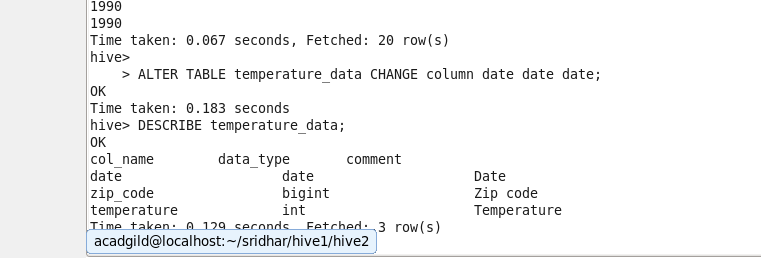 1990
1990
Time taken: 0.067 seconds, Fetched: 20 row(s)
hive>
    > ALTER TABLE temperature_data CHANGE column date date date;
OK
Time taken: 0.183 seconds
hive> DESCRIBE temperature_data;
OK
col_name        data_type       comment
date                    date                    Date
zip_code                bigint                  Zip code
temperature             int                     Temperature
Time taken: 0.129 seconds, Fetched: 3 row(s)
acadgild@localhost:~/sridhar/hive1/hive2